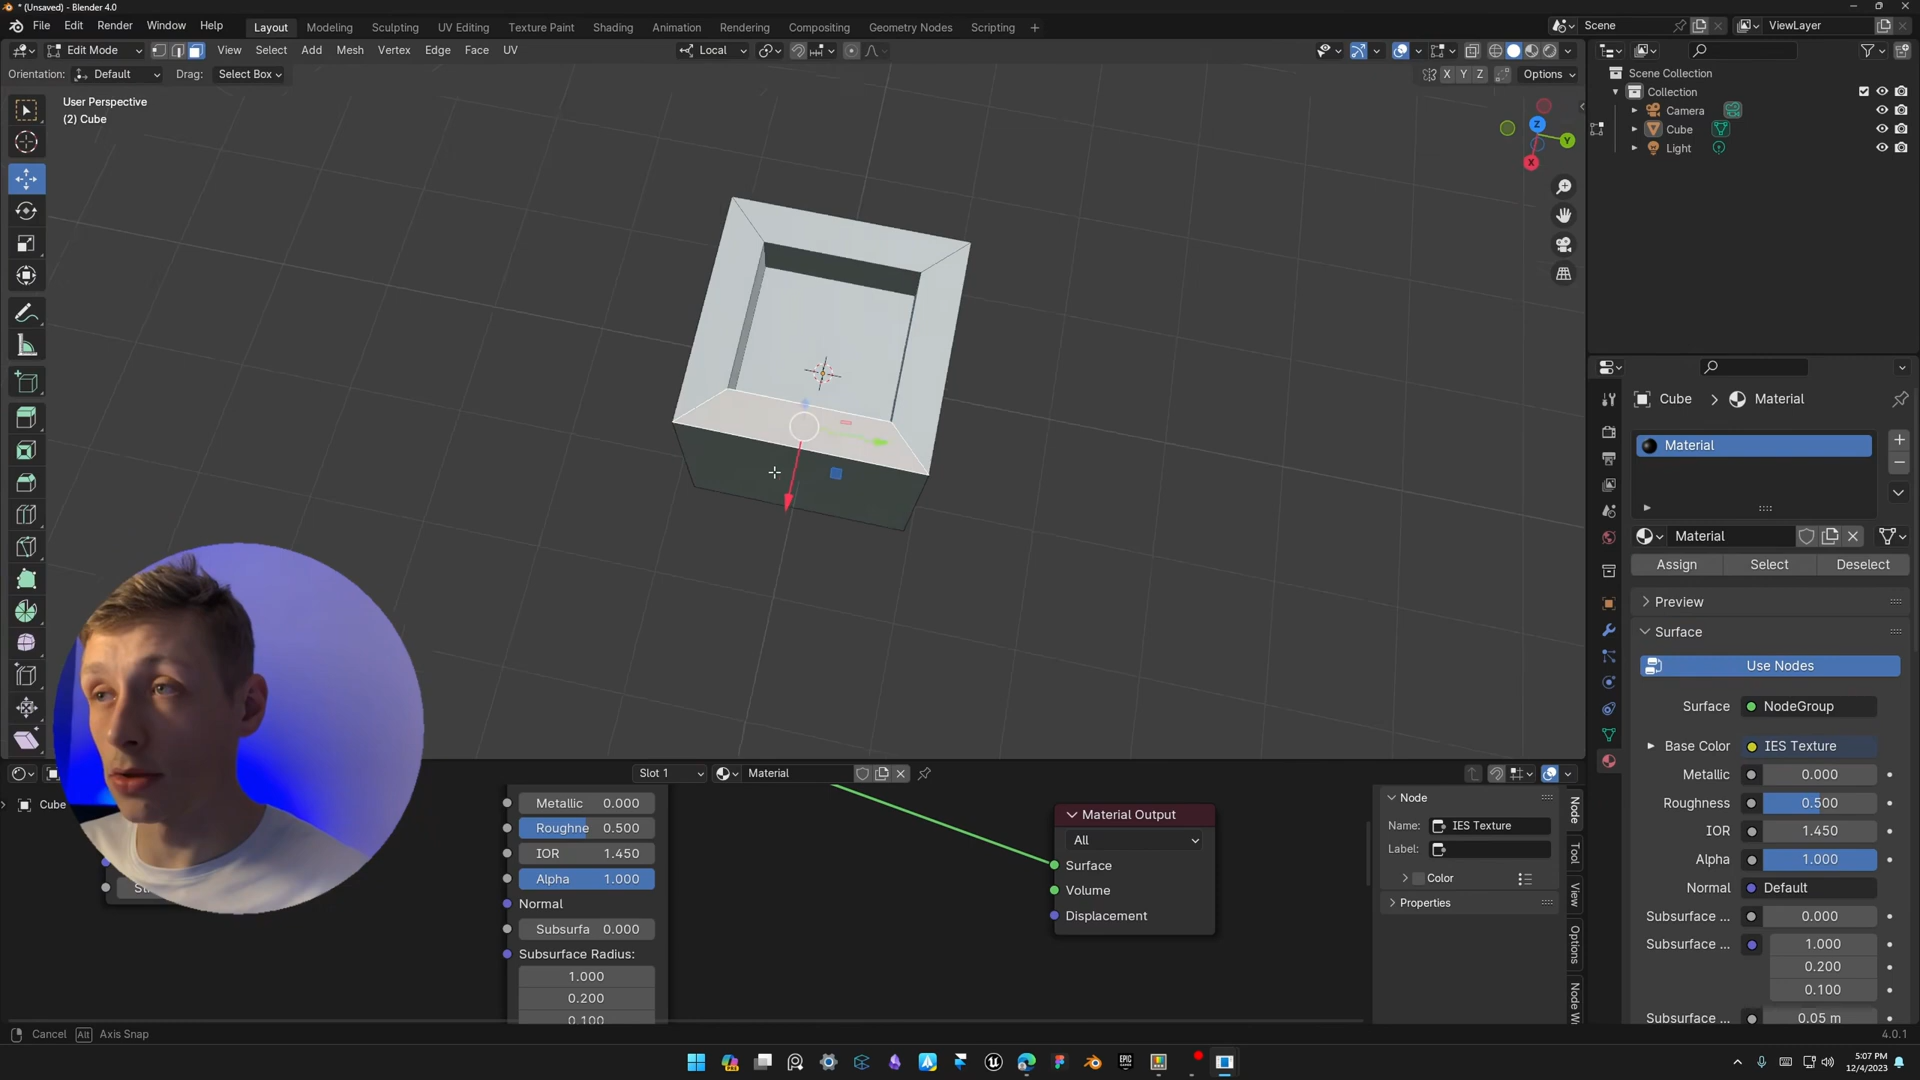 * (Unsaved) - Blender 4.0
File Edit Render Window Help Layout Modeling Sculpting UV Editing Texture Paint Shading Animation Rendering Compositing Geometry Nodes Scripting + Scene ViewLayer
Edit Mode View Select Add Mesh Vertex Edge Face UV Local
Orientation: Default Drag: Select Box X Y Z Options
User Perspective
(2) Cube
Z
Y
X
Scene Collection
Collection
Camera
Cube
Light
Cube > Material
Material
Material
Assign Select Deselect
Preview
Surface
Use Nodes
Surface NodeGroup
Base Color IES Texture
Metallic 0.000
Roughness 0.500
IOR 1.450
Alpha 1.000
Normal Default
Subsurface ... 0.000
Subsurface ... 1.000
0.200
0.100
Subsurface ... 0.05 m
Slot 1 Material
Cube
Metallic 0.000
Roughne 0.500
IOR 1.450
Alpha 1.000
Normal
Subsurfa 0.000
Subsurface Radius:
1.000
0.200
0.100
Material Output
All
Surface
Volume
Displacement
Node
Name: IES Texture
Label:
Color
Properties
Node
Tool
View
Options
Node W
Cancel Alt Axis Snap
4.0.1
5:07 PM
12/4/2023